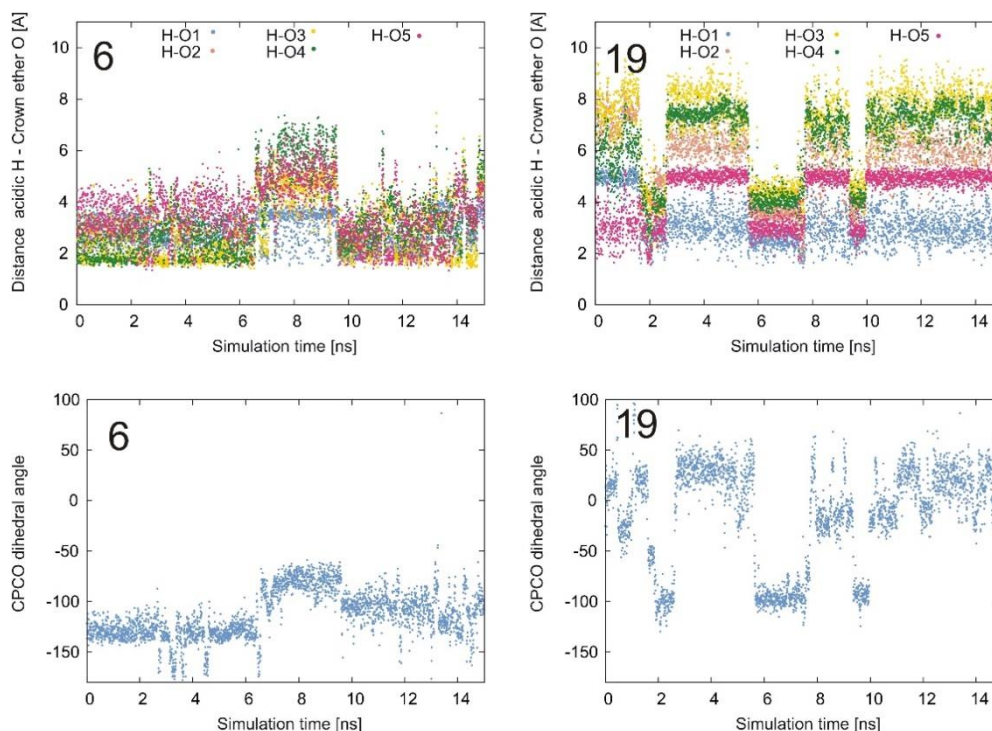 6
H-O1 H-O3 H-O5
H-O2 H-O4
10
8
6
4
2
0
Distance acidic H - Crown ether O [A]
0 2 4 6 8 10 12 14
Simulation time [ns]
19
H-O1 H-O3 H-O5
H-O2 H-O4
10
8
6
4
2
0
Distance acidic H - Crown ether O [A]
0 2 4 6 8 10 12 14
Simulation time [ns]
6
100
50
0
-50
-100
-150
CPCO dihedral angle
0 2 4 6 8 10 12 14
Simulation time [ns]
19
100
50
0
-50
-100
-150
CPCO dihedral angle
0 2 4 6 8 10 12 14
Simulation time [ns]